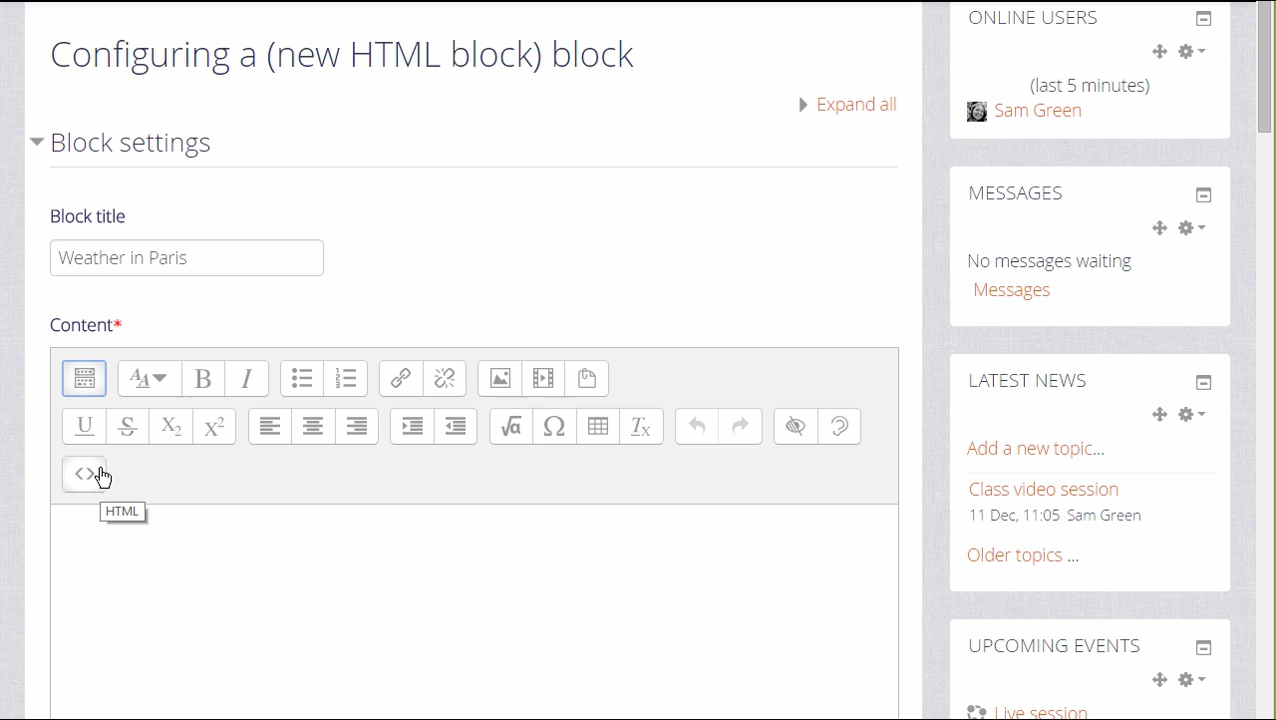 Configuring a (new HTML block) block
Expand all
Block settings
Block title
Weather in Paris
Content*
HTML
ONLINE USERS
(last 5 minutes)
Sam Green
MESSAGES
No messages waiting
Messages
LATEST NEWS
Add a new topic...
Class video session
11 Dec, 11:05 Sam Green
Older topics ...
UPCOMING EVENTS
Live session